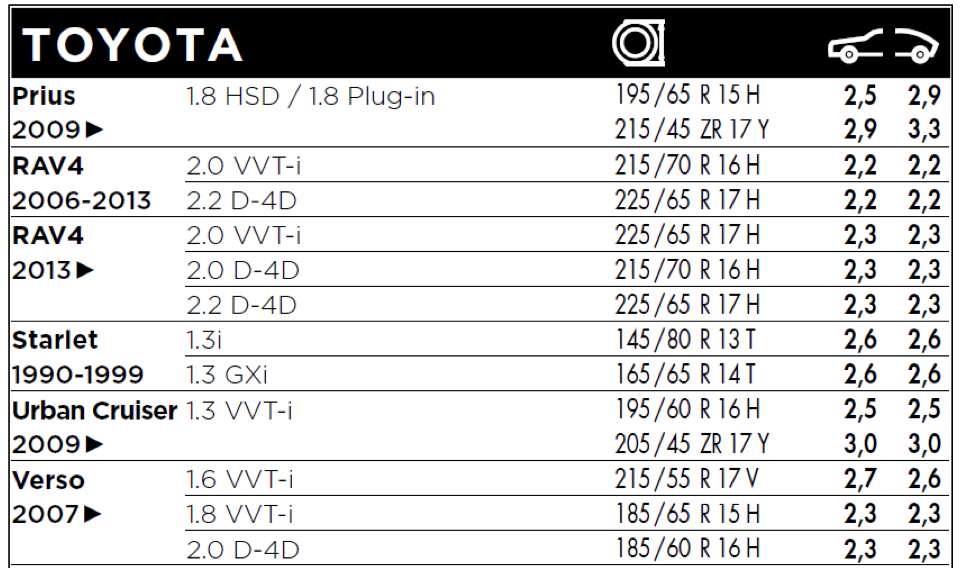 TOYOTA
Prius 1.8 HSD / 1.8 Plug-in 195/65 R 15 H 2,5 2,9
2009► 215/45 ZR 17 Y 2,9 3,3
RAV4 2.0 VVT-i 215/70 R 16 H 2,2 2,2
2006-2013 2.2 D-4D 225/65 R 17 H 2,2 2,2
RAV4 2.0 VVT-i 225/65 R 17 H 2,3 2,3
2013► 2.0 D-4D 215/70 R 16 H 2,3 2,3
2.2 D-4D 225/65 R 17 H 2,3 2,3
Starlet 1.3i 145/80 R 13 T 2,6 2,6
1990-1999 1.3 GXi 165/65 R 14 T 2,6 2,6
Urban Cruiser 1.3 VVT-i 195/60 R 16 H 2,5 2,5
2009► 205/45 ZR 17 Y 3,0 3,0
Verso 1.6 VVT-i 215/55 R 17 V 2,7 2,6
2007► 1.8 VVT-i 185/65 R 15 H 2,3 2,3
2.0 D-4D 185/60 R 16 H 2,3 2,3